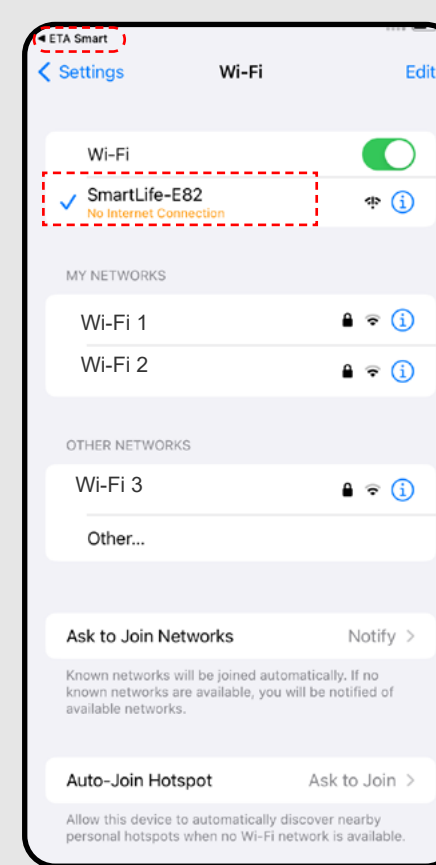 ◀ ETA Smart
Settings Wi-Fi Edit
Wi-Fi
SmartLife-E82
No Internet Connection
MY NETWORKS
Wi-Fi 1
Wi-Fi 2
OTHER NETWORKS
Wi-Fi 3
Other...
Ask to Join Networks Notify >
Known networks will be joined automatically. If no
known networks are available, you will be notified of
available networks.
Auto-Join Hotspot Ask to Join >
Allow this device to automatically discover nearby
personal hotspots when no Wi-Fi network is available.